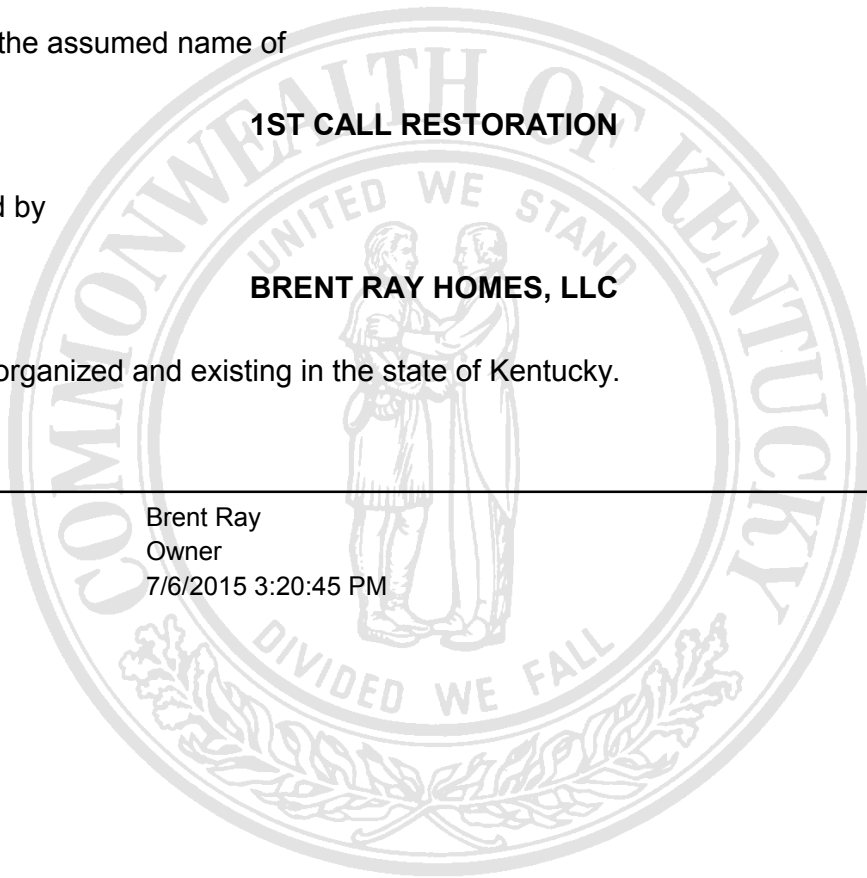 the assumed name of
1ST CALL RESTORATION
d by
BRENT RAY HOMES, LLC
organized and existing in the state of Kentucky.
Brent Ray
Owner
7/6/2015 3:20:45 PM
COMMONWEALTH OF KENTUCKY
UNITED WE STAND
DIVIDED WE FALL